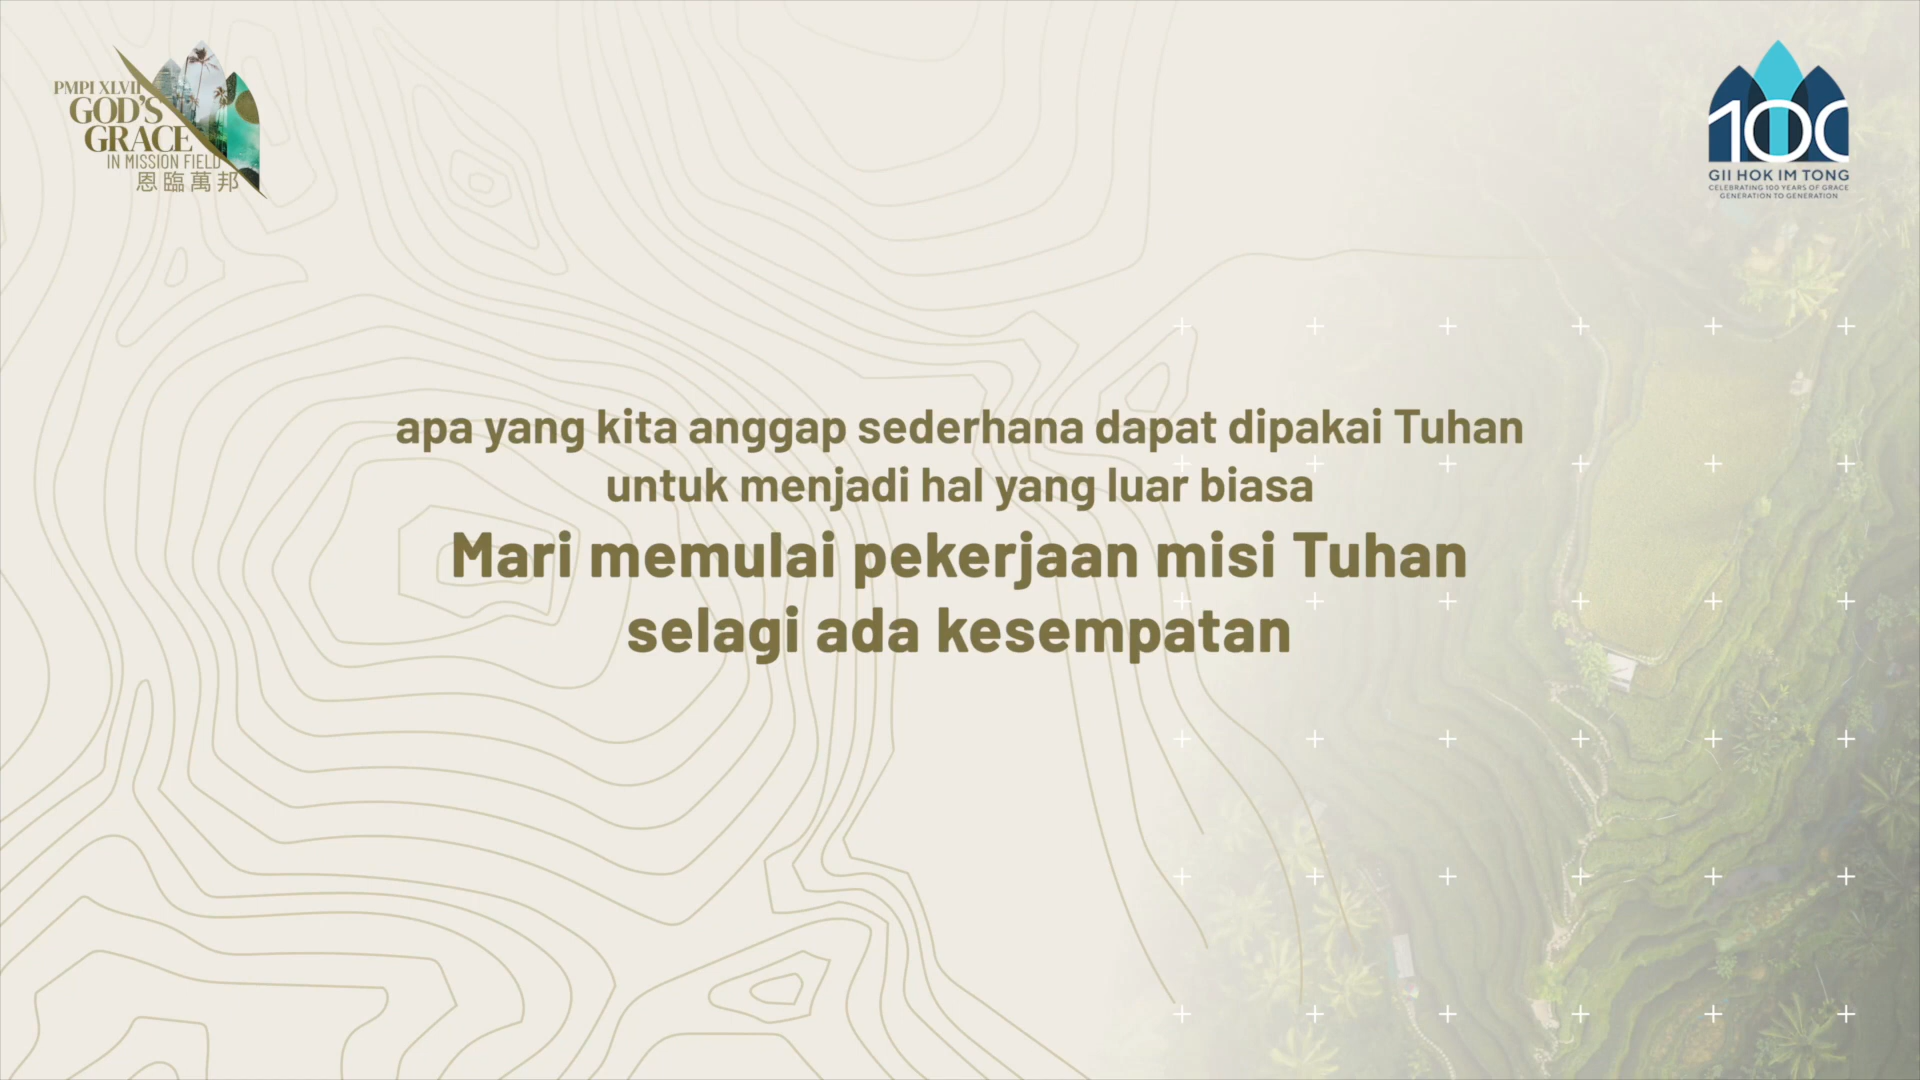 PMPI XLVII
GOD'S
GRACE
IN MISSION FIELD
恩臨萬邦
100
GII HOK IM TONG
CELEBRATING 100 YEARS OF GRACE
GENERATION TO GENERATION
apa yang kita anggap sederhana dapat dipakai Tuhan
untuk menjadi hal yang luar biasa
Mari memulai pekerjaan misi Tuhan
selagi ada kesempatan